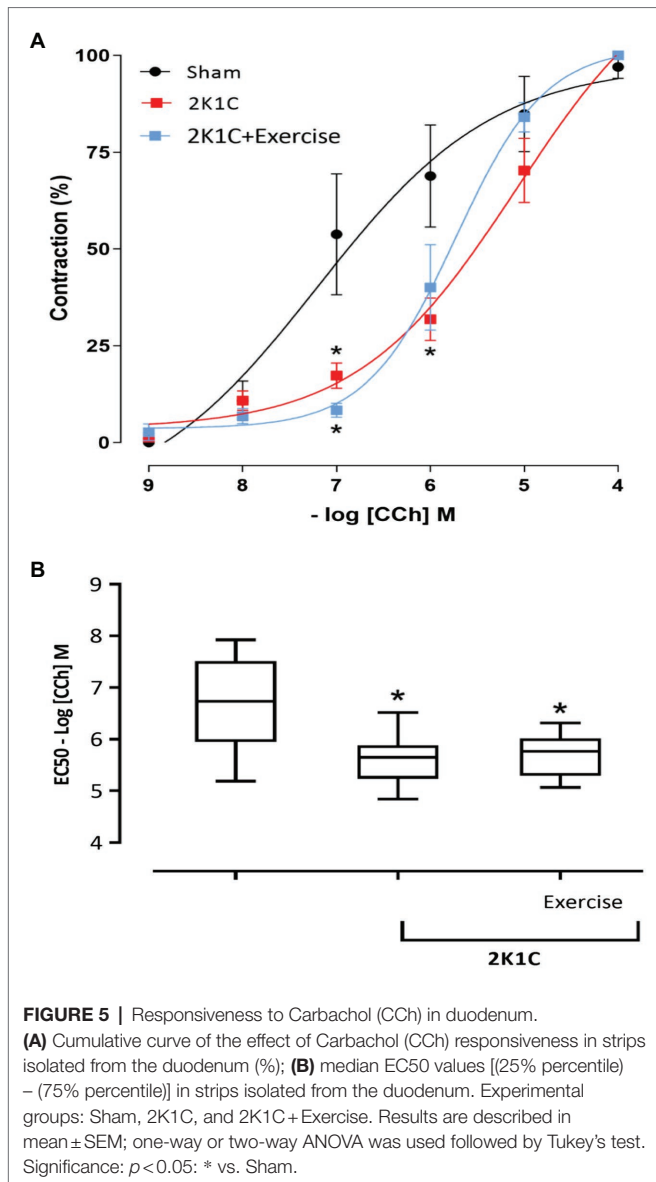 A
100
75
50
25
0
Contraction (%)
Sham
2K1C
2K1C+Exercise
*
*
*
9 8 7 6 5 4
- log [CCh] M
B
9
8
7
6
5
4
EC50 - Log [CCh] M
* *
Exercise
2K1C
FIGURE 5 | Responsiveness to Carbachol (CCh) in duodenum.
(A) Cumulative curve of the effect of Carbachol (CCh) responsiveness in strips
isolated from the duodenum (%); (B) median EC50 values [(25% percentile)
– (75% percentile)] in strips isolated from the duodenum. Experimental
groups: Sham, 2K1C, and 2K1C+Exercise. Results are described in
mean±SEM; one-way or two-way ANOVA was used followed by Tukey's test.
Significance: p<0.05: * vs. Sham.